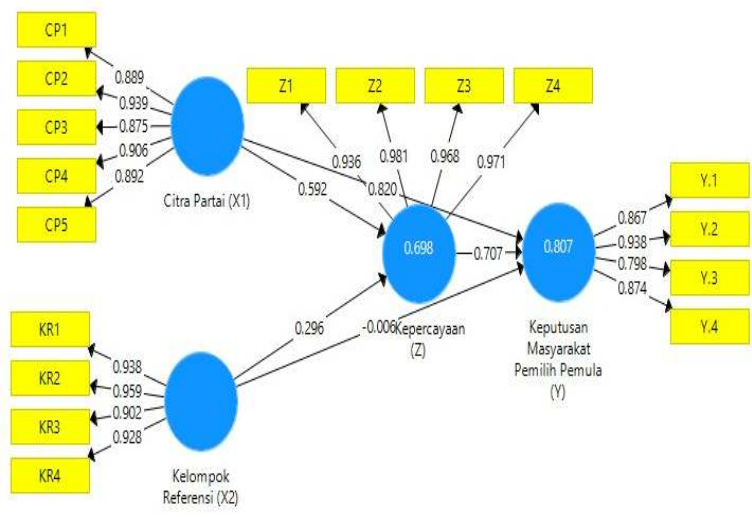 CP1
CP2
CP3
CP4
CP5
0.889
0.939
0.875
0.906
0.892
Citra Partai (X1)
Z1
Z2
Z3
Z4
0.936
0.981
0.968
0.971
0.592
0.820
0.698
0.707
0.807
Y.1
Y.2
Y.3
Y.4
0.867
0.938
0.798
0.874
0.296
-0.006
Kepercayaan
(Z)
Keputusan
Masyarakat
Pemilih Pemula
(Y)
KR1
KR2
KR3
KR4
0.938
0.959
0.902
0.928
Kelompok
Referensi (X2)